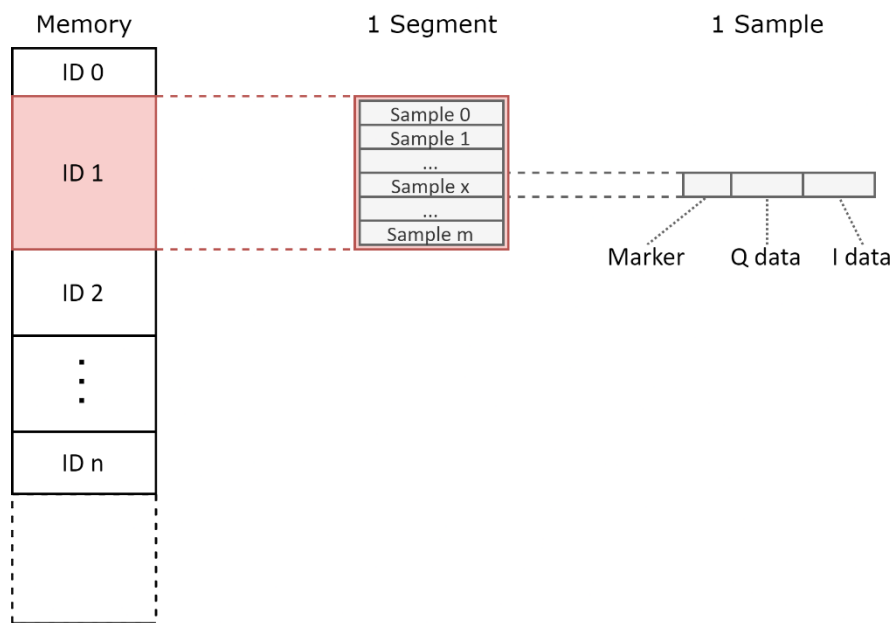 Memory
1 Segment
1 Sample
ID 0
ID 1
ID 2
ID n
Sample 0
Sample 1
...
Sample x
...
Sample m
Marker
Q data
I data